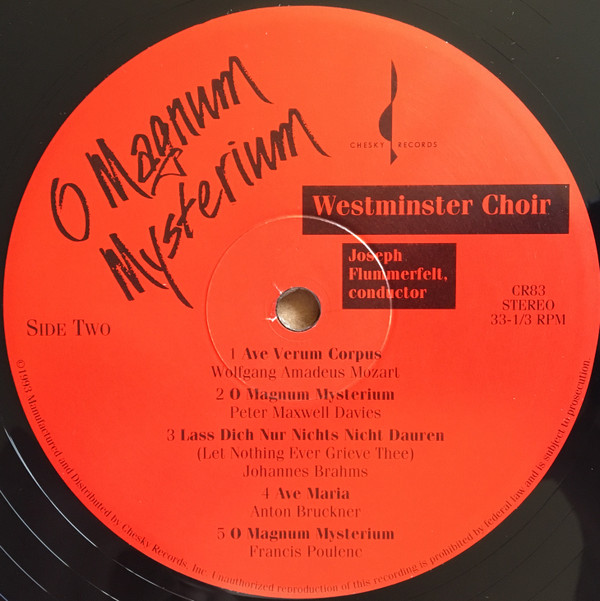 O Magnum
Mysterium
CHESKY RECORDS
Westminster Choir
Joseph
Flummerfelt,
conductor
CR83
STEREO
33-1/3 RPM
SIDE TWO
1 Ave Verum Corpus
Wolfgang Amadeus Mozart
2 O Magnum Mysterium
Peter Maxwell Davies
3 Lass Dich Nur Nichts Nicht Dauren
(Let Nothing Ever Grieve Thee)
Johannes Brahms
4 Ave Maria
Anton Bruckner
5 O Magnum Mysterium
Francis Poulenc
©1993 Manufactured and Distributed by Chesky Records, Inc. Unauthorized reproduction of this recording is prohibited by federal law and is subject to prosecution.